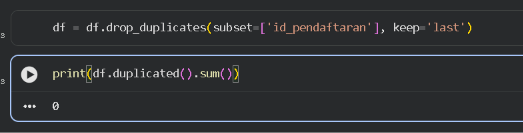 df = df.drop_duplicates(subset=['id_pendaftaran'], keep='last')
print(df.duplicated().sum())
0